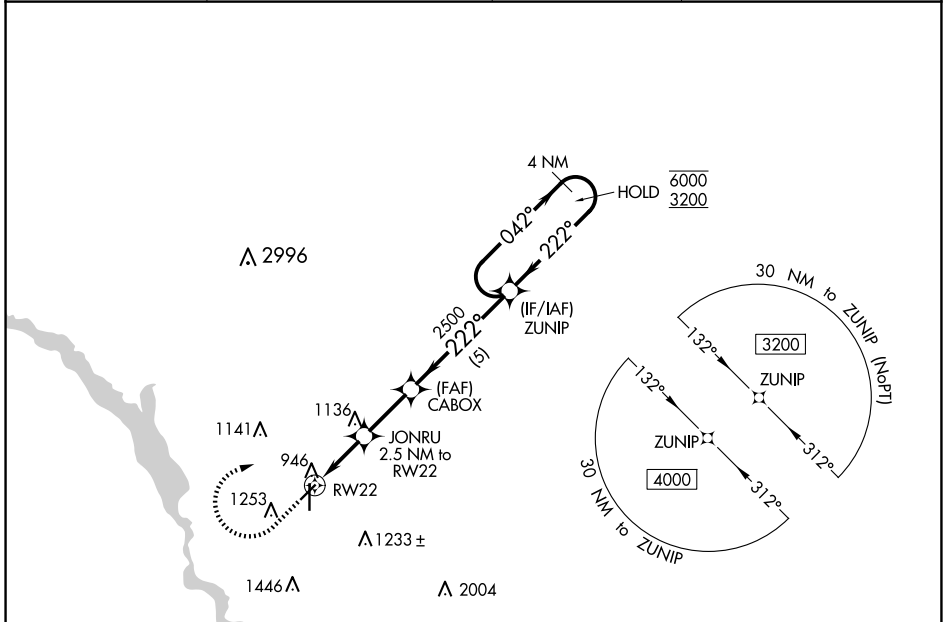 4 NM
HOLD
6000
3200
042°
222°
2996
(IF/IAF)
ZUNIP
2500
222°
(5)
(FAF)
CABOX
1136
JONRU
2.5 NM to
RW22
1141
946
RW22
1253
1233 ±
1446
2004
30 NM to ZUNIP (NoPT)
3200
132°
ZUNIP
312°
132°
ZUNIP
4000
312°
30 NM to ZUNIP